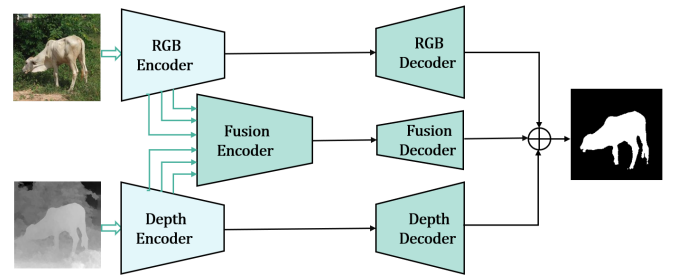 RGB
Encoder
RGB
Decoder
Fusion
Encoder
Fusion
Decoder
Depth
Encoder
Depth
Decoder